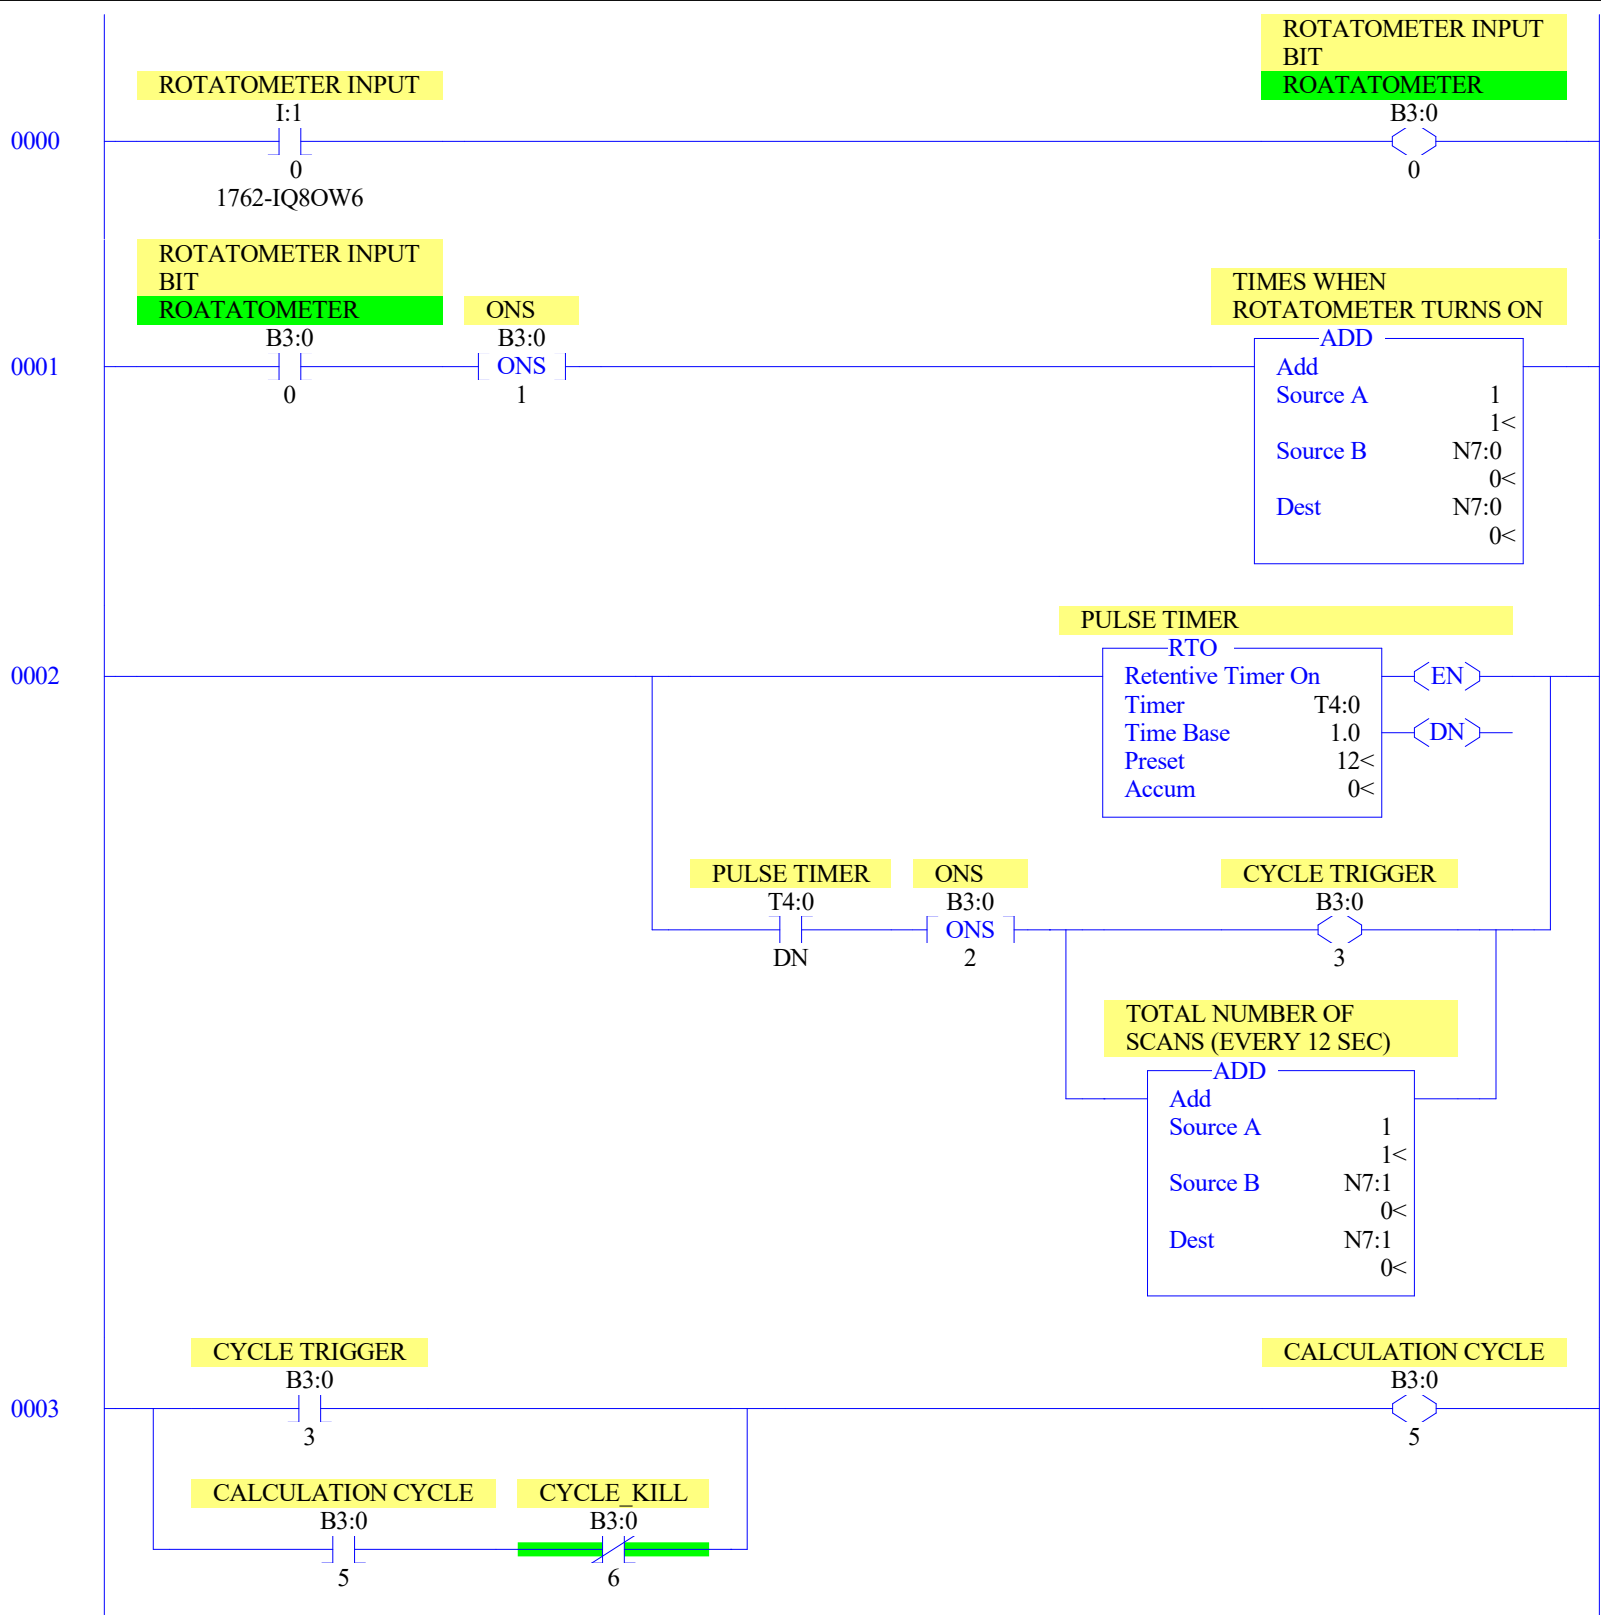 ROTATOMETER INPUT
BIT
ROATATOMETER
B3:0
0
ROTATOMETER INPUT
I:1
0
1762-IQ8OW6
0000
ROTATOMETER INPUT
BIT
ROATATOMETER
B3:0
0
ONS
B3:0
ONS
1
TIMES WHEN
ROTATOMETER TURNS ON
ADD
Add
Source A 1
1<
Source B N7:0
0<
Dest N7:0
0<
0001
PULSE TIMER
RTO
Retentive Timer On
Timer T4:0
Time Base 1.0
Preset 12<
Accum 0<
EN
DN
0002
PULSE TIMER
T4:0
DN
ONS
B3:0
ONS
2
CYCLE TRIGGER
B3:0
3
TOTAL NUMBER OF
SCANS (EVERY 12 SEC)
ADD
Add
Source A 1
1<
Source B N7:1
0<
Dest N7:1
0<
CYCLE TRIGGER
B3:0
3
CALCULATION CYCLE
B3:0
5
0003
CALCULATION CYCLE
B3:0
5
CYCLE_KILL
B3:0
6